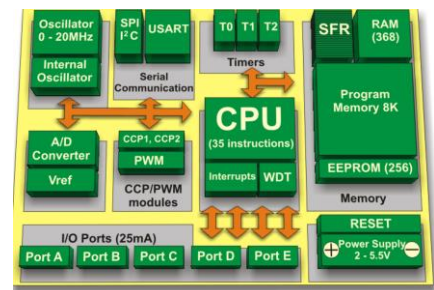 Oscillator
0 - 20MHz
Internal
Oscillator
SPI
I²C
USART
Serial
Communication
T0 T1 T2
Timers
SFR
RAM
(368)
Program
Memory 8K
EEPROM (256)
Memory
A/D
Converter
Vref
CCP1, CCP2
PWM
CCP/PWM
modules
CPU
(35 instructions)
Interrupts
WDT
I/O Ports (25mA)
Port A Port B Port C Port D Port E
RESET
+ Power Supply −
2 - 5.5V